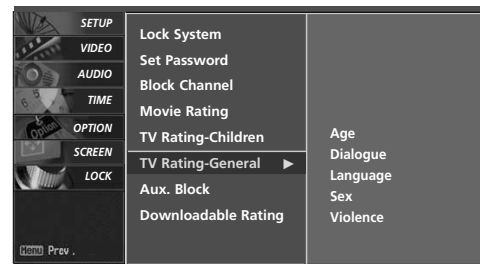 SETUP
VIDEO
AUDIO
TIME
OPTION
SCREEN
LOCK
Menu Prev.
Lock System
Set Password
Block Channel
Movie Rating
TV Rating-Children
TV Rating-General ►
Aux. Block
Downloadable Rating
Age
Dialogue
Language
Sex
Violence